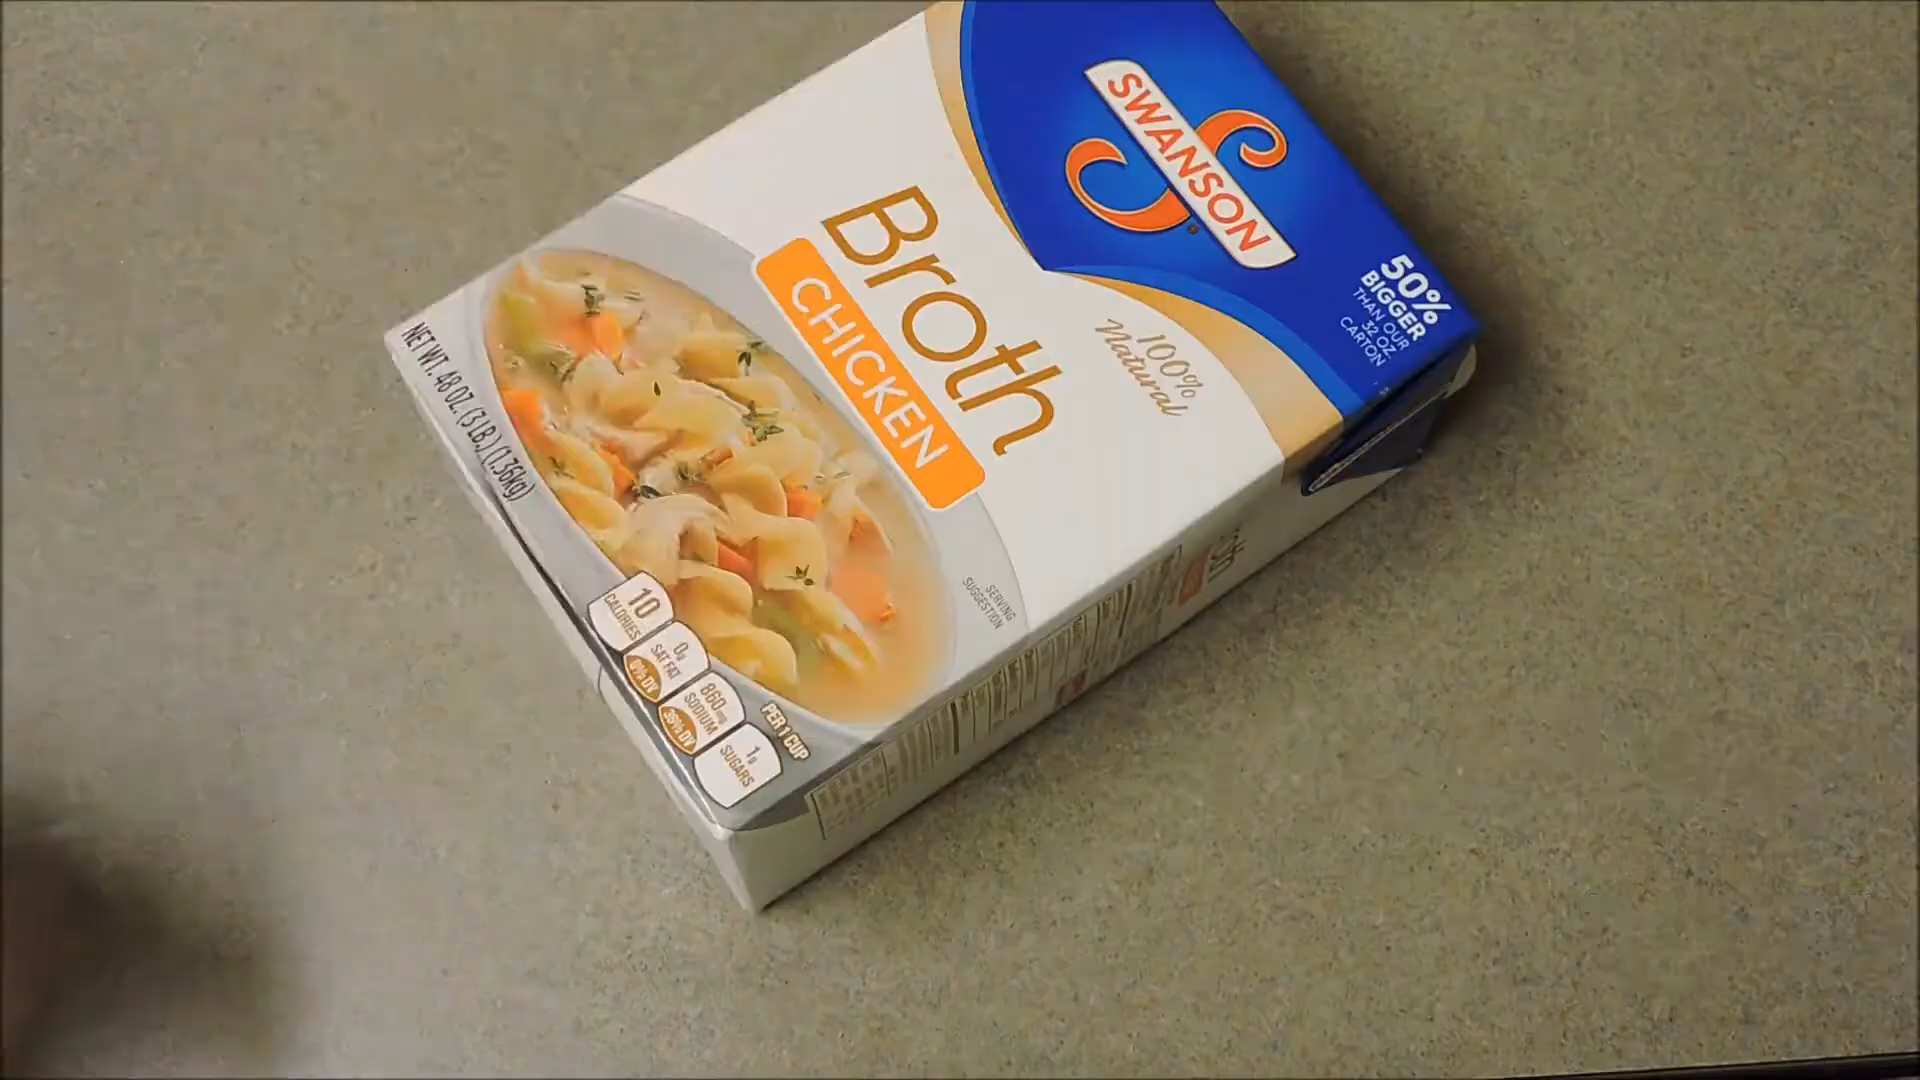 SWANSON
50%
BIGGER
THAN OUR
32 OZ.
CARTON
100%
Natural
Broth
CHICKEN
SERVING
SUGGESTION
NET WT. 48 OZ. (3 LB.) (1.36kg)
10
CALORIES
0g
SAT FAT
0% DV
860mg
SODIUM
36% DV
1g
SUGARS
PER 1 CUP